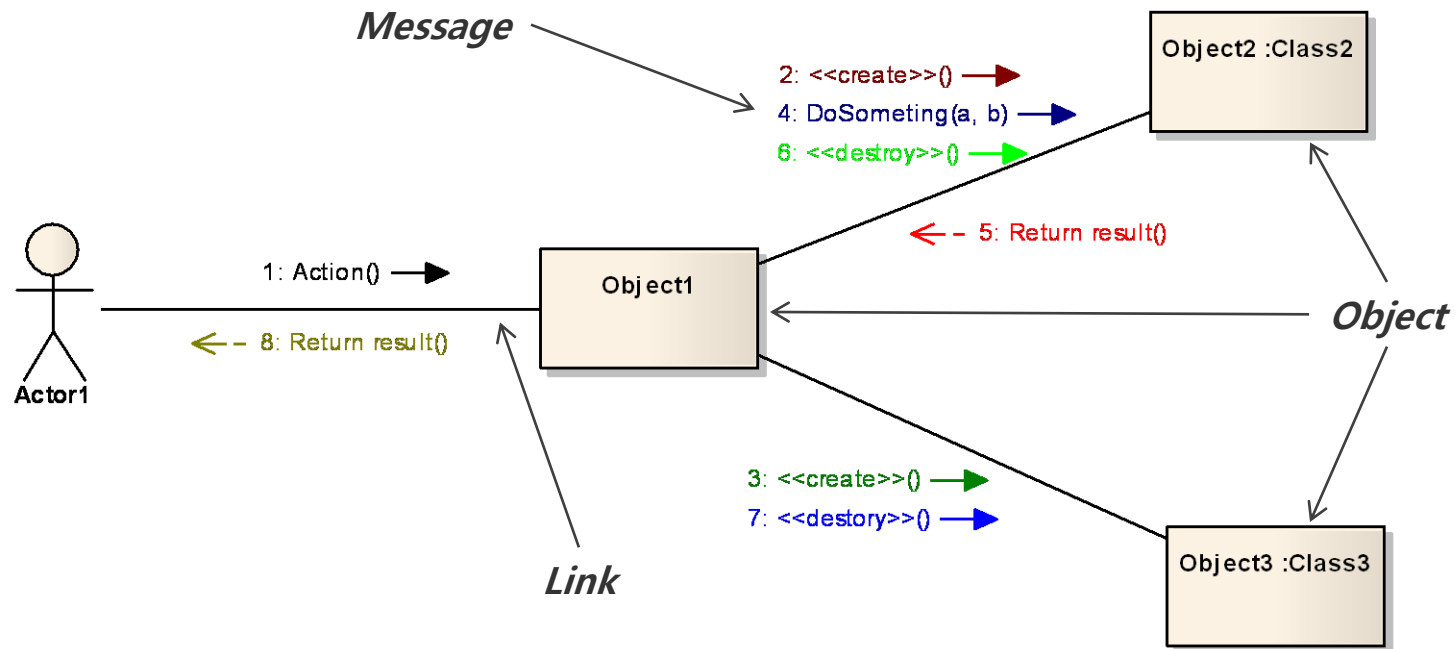 Message
Object2 :Class2
2: <<create>>()
4: DoSometing(a, b)
6: <<destroy>>()
5: Return result()
1: Action()
Object1
Object
8: Return result()
Actor1
3: <<create>>()
7: <<destory>>()
Object3 :Class3
Link